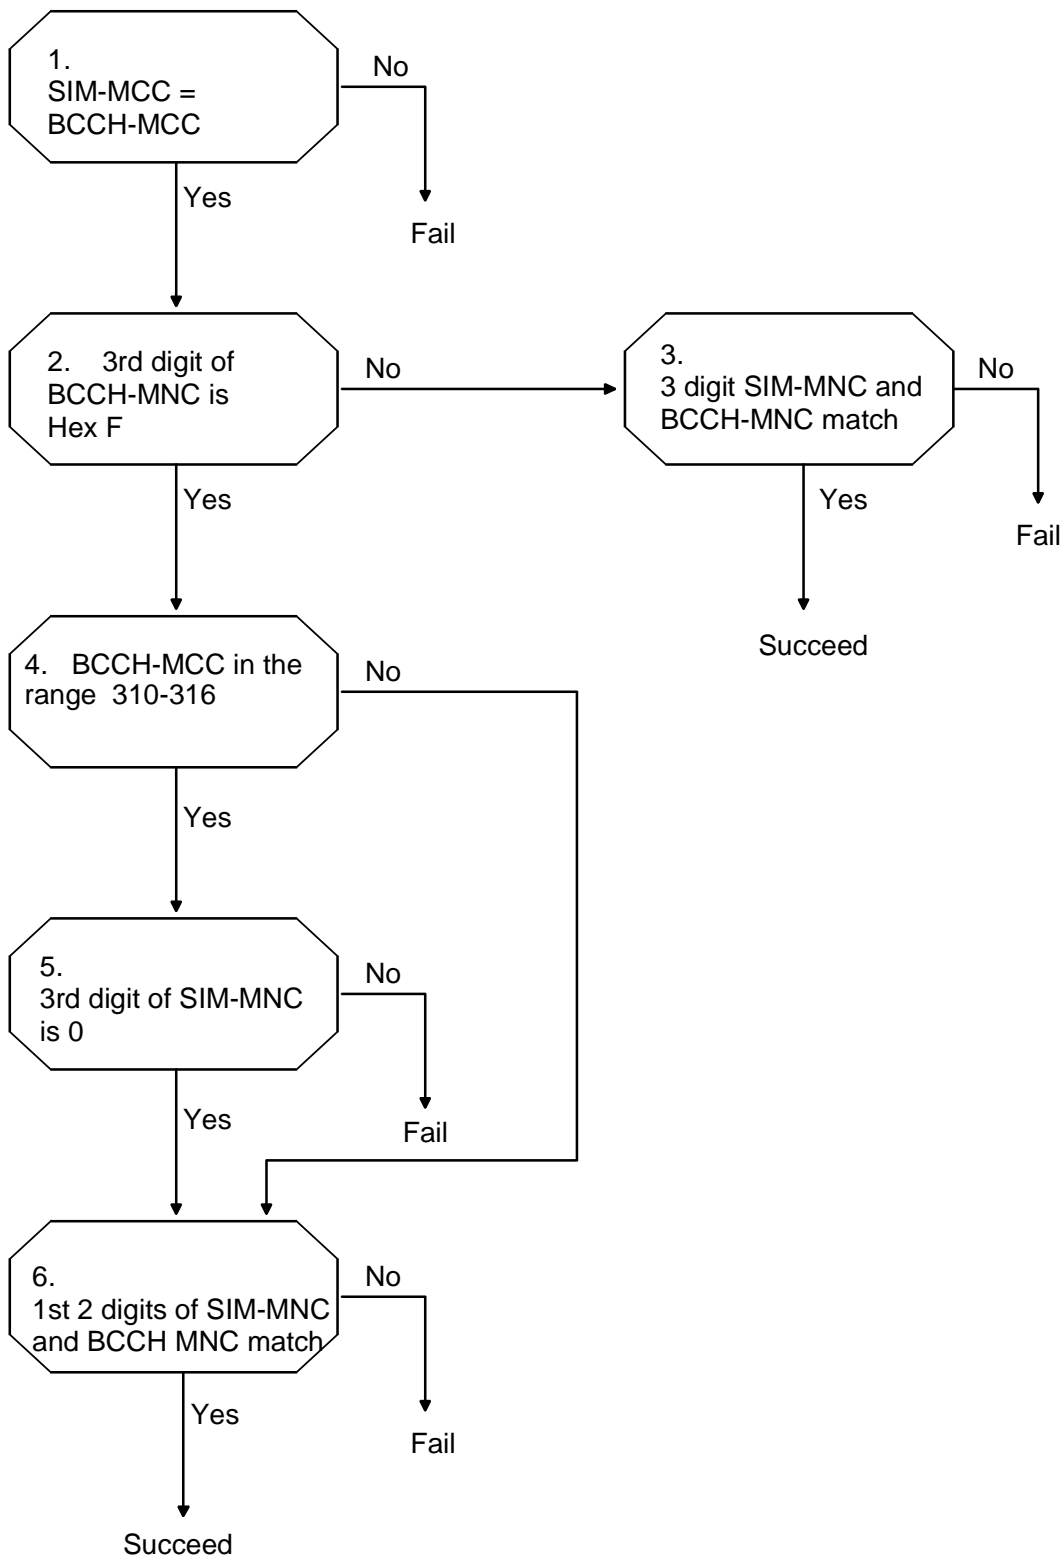 1.
SIM-MCC =
BCCH-MCC
No
Yes
Fail
2. 3rd digit of
BCCH-MNC is
Hex F
No
3.
3 digit SIM-MNC and
BCCH-MNC match
No
Yes
Yes
Fail
Succeed
4. BCCH-MCC in the
range 310-316
No
Yes
5.
3rd digit of SIM-MNC
is 0
No
Yes
Fail
6.
1st 2 digits of SIM-MNC
and BCCH MNC match
No
Yes
Fail
Succeed